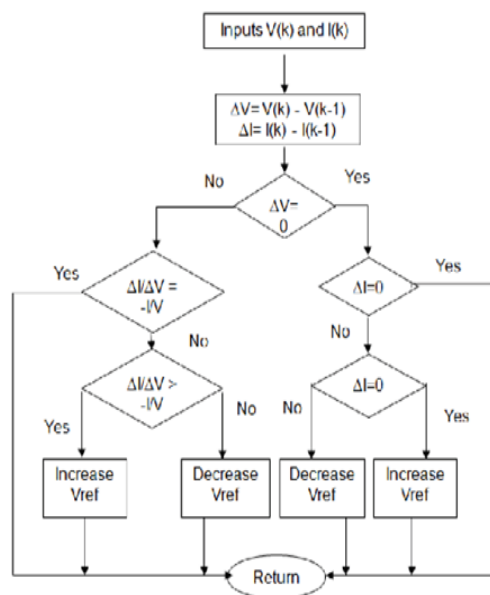 Inputs V(k) and I(k)
ΔV= V(k) - V(k-1)
ΔI= I(k) - I(k-1)
No
Yes
ΔV=
0
Yes
ΔI/ΔV =
-I/V
ΔI=0
Yes
No
No
ΔI/ΔV >
-I/V
ΔI=0
Yes
No
No
Yes
Increase
Vref
Decrease
Vref
Decrease
Vref
Increase
Vref
Return